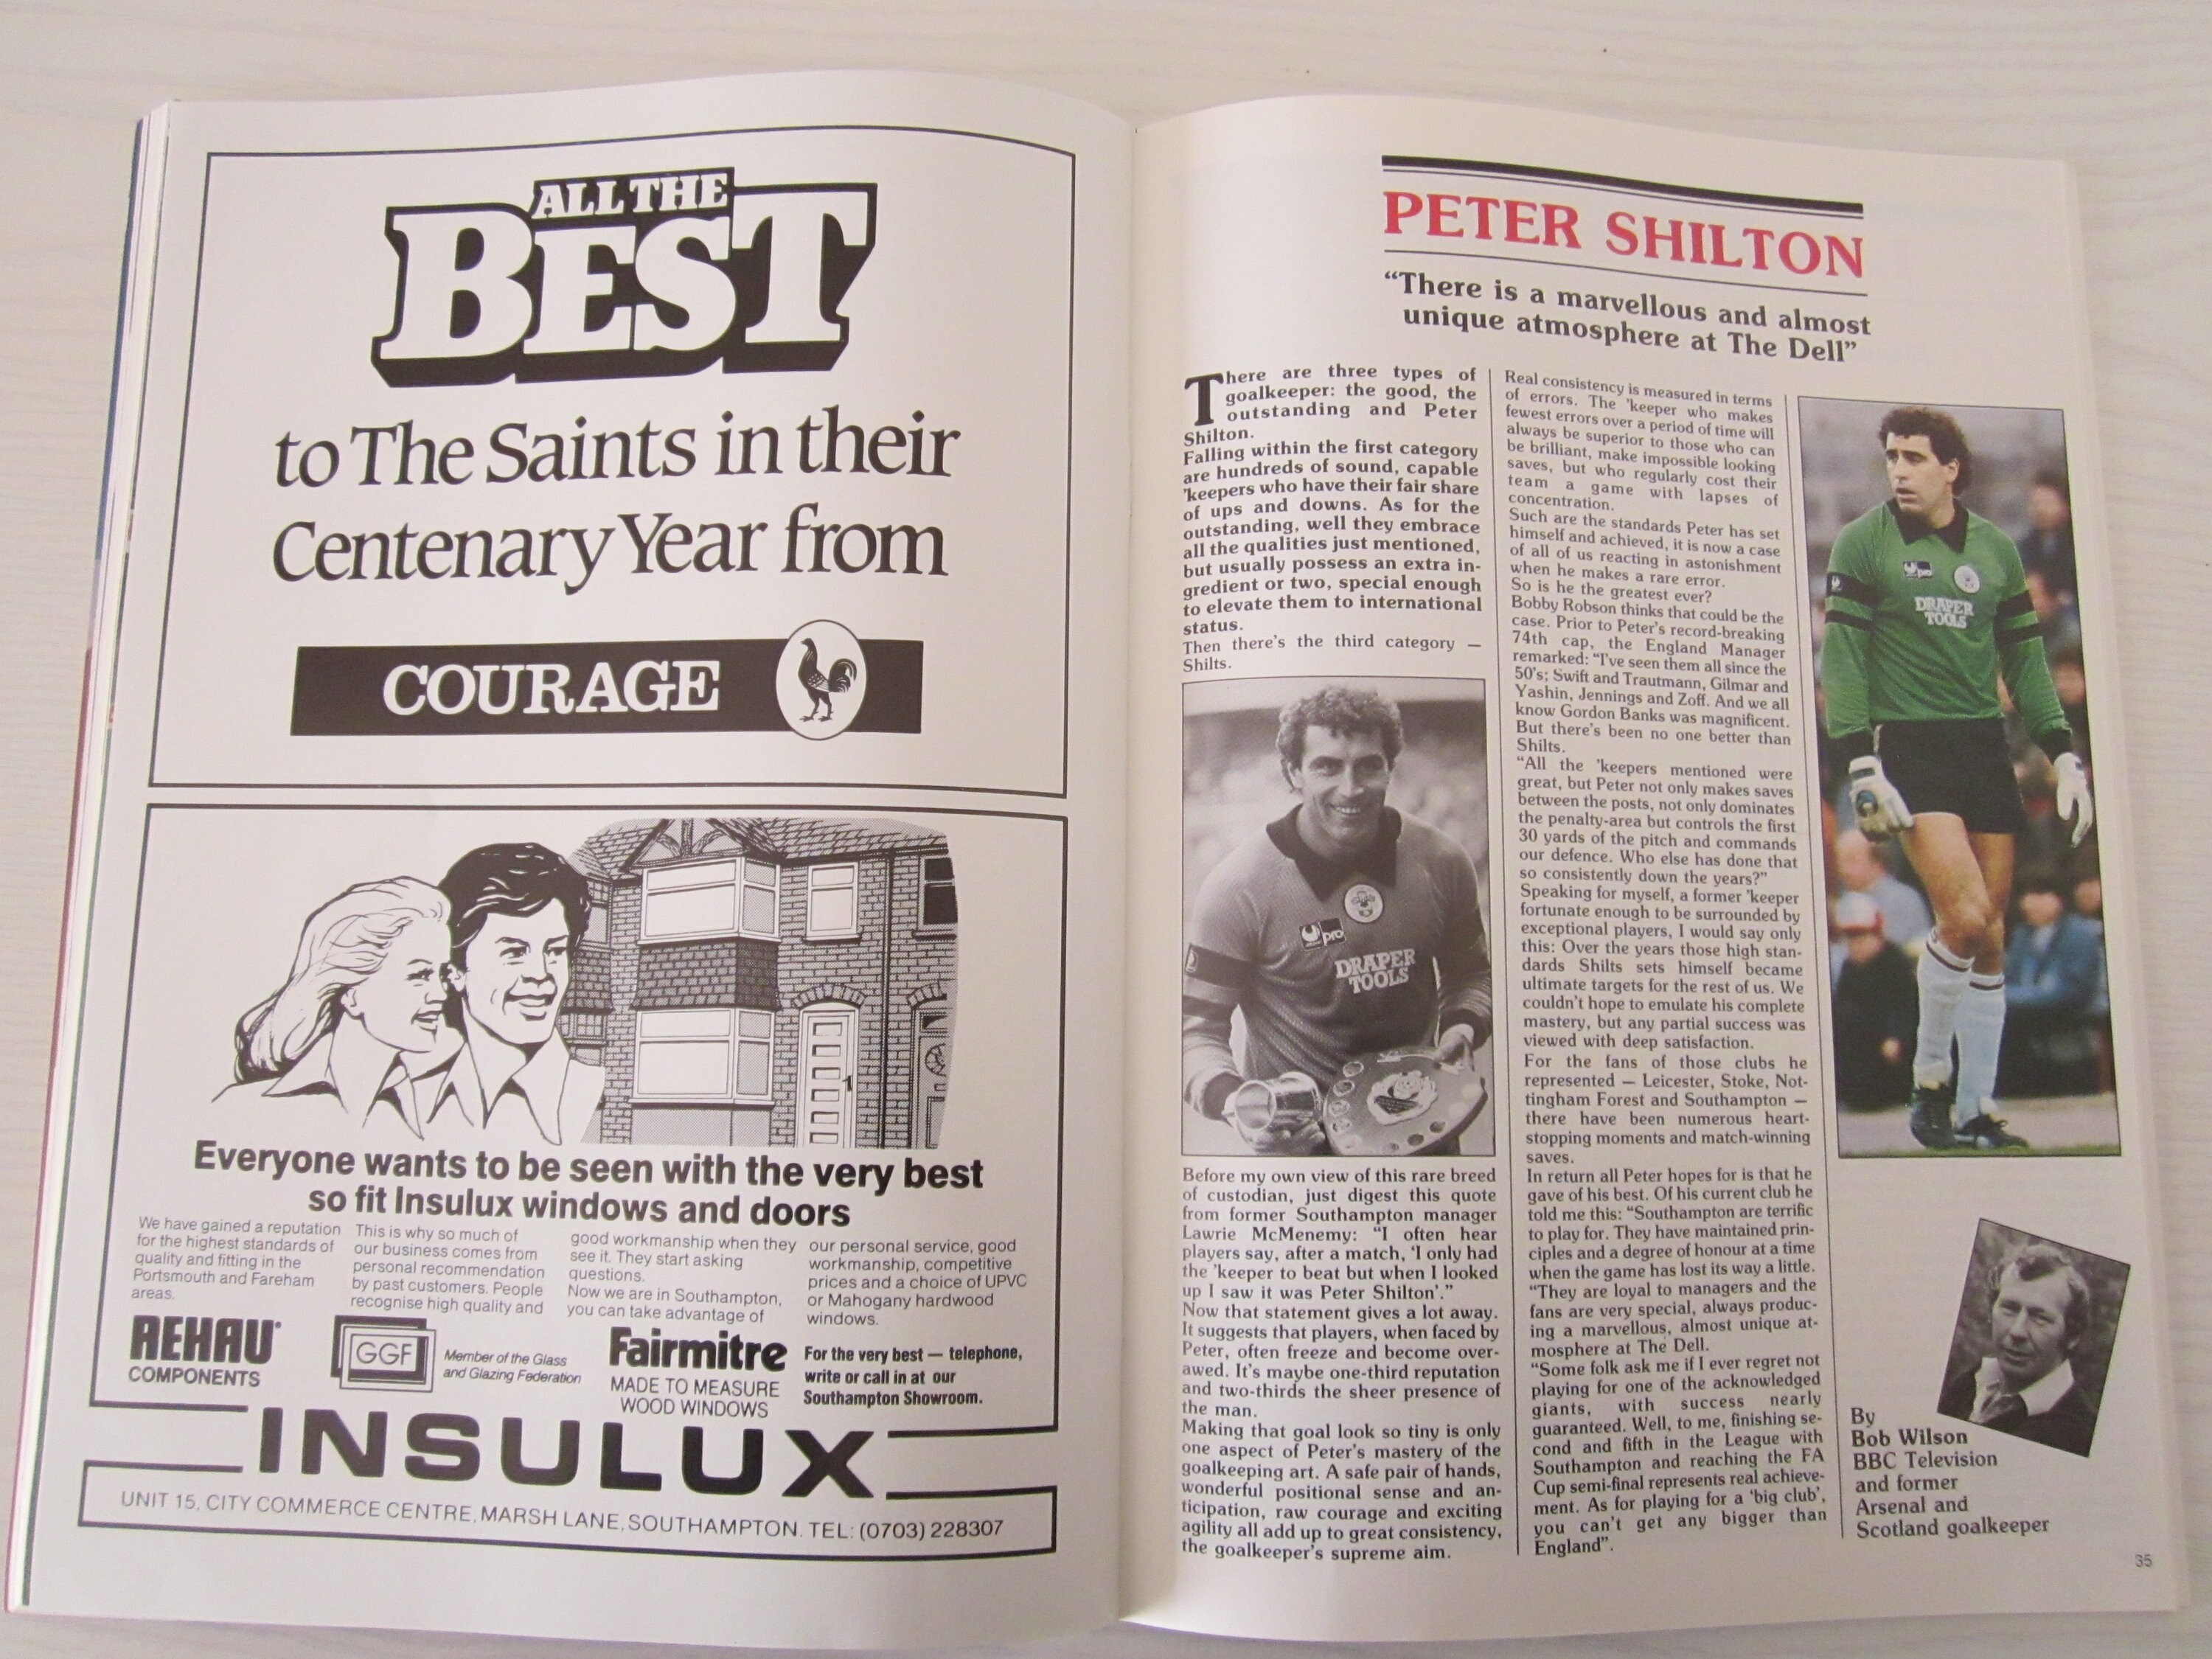 ALL THE
BEST
to The Saints in their
Centenary Year from
COURAGE
Everyone wants to be seen with the very best
so fit Insulux windows and doors
We have gained a reputation
for the highest standards of
quality and fitting in the
Portsmouth and Fareham
areas.
This is why so much of
our business comes from
personal recommendation
by past customers. People
recognise high quality and
good workmanship when they
see it. They start asking
questions.
Now we are in Southampton,
you can take advantage of
our personal service, good
workmanship, competitive
prices and a choice of UPVC
or Mahogany hardwood
windows.
REHAU
COMPONENTS
GGF
Member of the Glass
and Glazing Federation
Fairmitre
MADE TO MEASURE
WOOD WINDOWS
For the very best — telephone,
write or call in at our
Southampton Showroom.
INSULUX
UNIT 15, CITY COMMERCE CENTRE, MARSH LANE, SOUTHAMPTON. TEL: (0703) 228307
PETER SHILTON
“There is a marvellous and almost
unique atmosphere at The Dell”
There are three types of
goalkeeper: the good, the
outstanding and Peter
Shilton.
Falling within the first category
are hundreds of sound, capable
'keepers who have their fair share
of ups and downs. As for the
outstanding, well they embrace
all the qualities just mentioned,
but usually possess an extra in-
gredient or two, special enough
to elevate them to international
status.
Then there's the third category —
Shilts.
pro
DRAPER
TOOLS
Before my own view of this rare breed
of custodian, just digest this quote
from former Southampton manager
Lawrie McMenemy: “I often hear
players say, after a match, 'I only had
the 'keeper to beat but when I looked
up I saw it was Peter Shilton'.”
Now that statement gives a lot away.
It suggests that players, when faced by
Peter, often freeze and become over-
awed. It's maybe one-third reputation
and two-thirds the sheer presence of
the man.
Making that goal look so tiny is only
one aspect of Peter's mastery of the
goalkeeping art. A safe pair of hands,
wonderful positional sense and an-
ticipation, raw courage and exciting
agility all add up to great consistency,
the goalkeeper's supreme aim.
Real consistency is measured in terms
of errors. The 'keeper who makes
fewest errors over a period of time will
always be superior to those who can
be brilliant, make impossible looking
saves, but who regularly cost their
team a game with lapses of
concentration.
Such are the standards Peter has set
himself and achieved, it is now a case
of all of us reacting in astonishment
when he makes a rare error.
So is he the greatest ever?
Bobby Robson thinks that could be the
case. Prior to Peter's record-breaking
74th cap, the England Manager
remarked: “I've seen them all since the
50's; Swift and Trautmann, Gilmar and
Yashin, Jennings and Zoff. And we all
know Gordon Banks was magnificent.
But there's been no one better than
Shilts.
“All the 'keepers mentioned were
great, but Peter not only makes saves
between the posts, not only dominates
the penalty-area but controls the first
30 yards of the pitch and commands
our defence. Who else has done that
so consistently down the years?”
Speaking for myself, a former 'keeper
fortunate enough to be surrounded by
exceptional players, I would say only
this: Over the years those high stan-
dards Shilts sets himself became
ultimate targets for the rest of us. We
couldn't hope to emulate his complete
mastery, but any partial success was
viewed with deep satisfaction.
For the fans of those clubs he
represented — Leicester, Stoke, Not-
tingham Forest and Southampton —
there have been numerous heart-
stopping moments and match-winning
saves.
In return all Peter hopes for is that he
gave of his best. Of his current club he
told me this: “Southampton are terrific
to play for. They have maintained prin-
ciples and a degree of honour at a time
when the game has lost its way a little.
“They are loyal to managers and the
fans are very special, always produc-
ing a marvellous, almost unique at-
mosphere at The Dell.
“Some folk ask me if I ever regret not
playing for one of the acknowledged
giants, with success nearly
guaranteed. Well, to me, finishing se-
cond and fifth in the League with
Southampton and reaching the FA
Cup semi-final represents real achieve-
ment. As for playing for a 'big club',
you can't get any bigger than
England”.
pro
DRAPER
TOOLS
By
Bob Wilson
BBC Television
and former
Arsenal and
Scotland goalkeeper
35